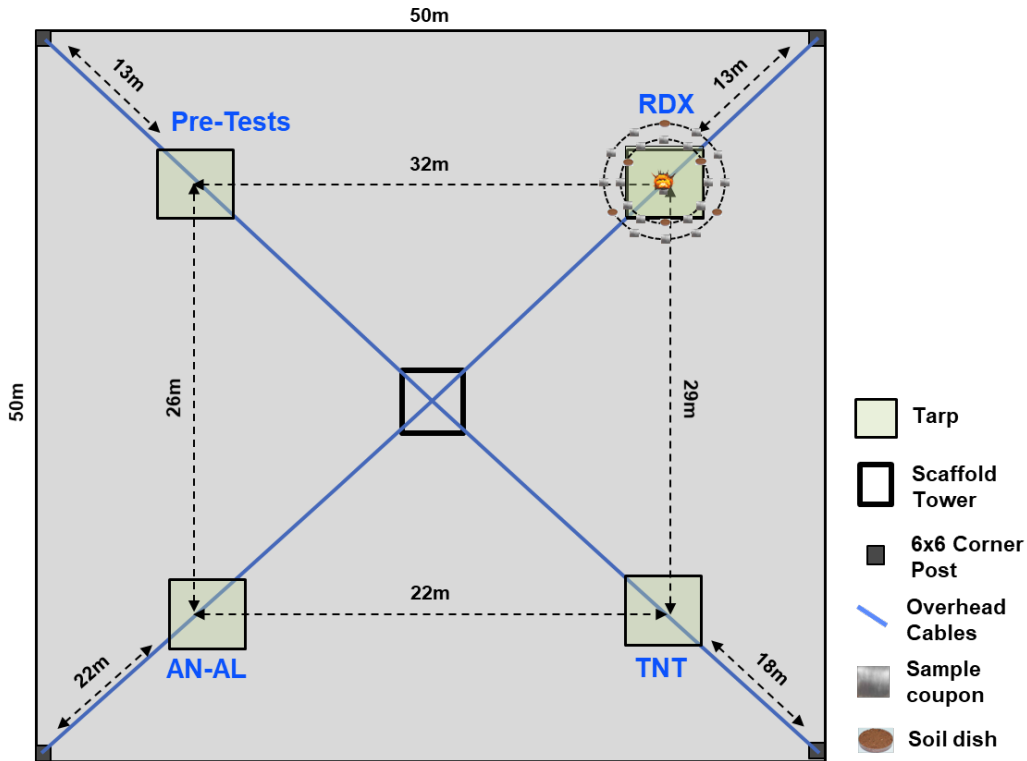 50m
13m
13m
RDX
Pre-Tests
32m
26m
29m
50m
22m
AN-AL
TNT
22m
18m
Tarp
Scaffold
Tower
6x6 Corner
Post
Overhead
Cables
Sample
coupon
Soil dish